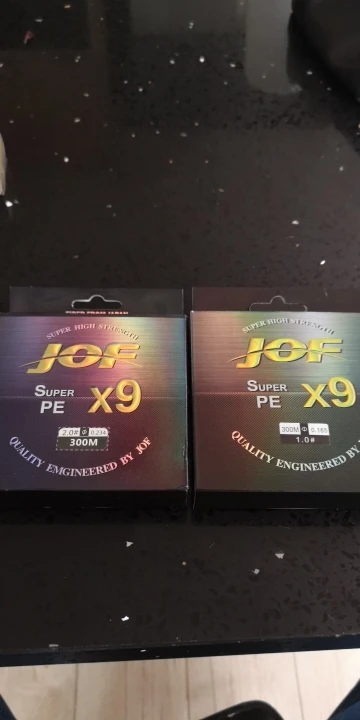 SUPER HIGH STRENGTH
JOF
SUPER
PE
X9
2.0# Φ 0.234
300M
QUALITY EMGINEERED BY JOF
SUPER HIGH STRENGTH
JOF
SUPER
PE
X9
300M Φ 0.165
1.0#
QUALITY ENGINEERED BY